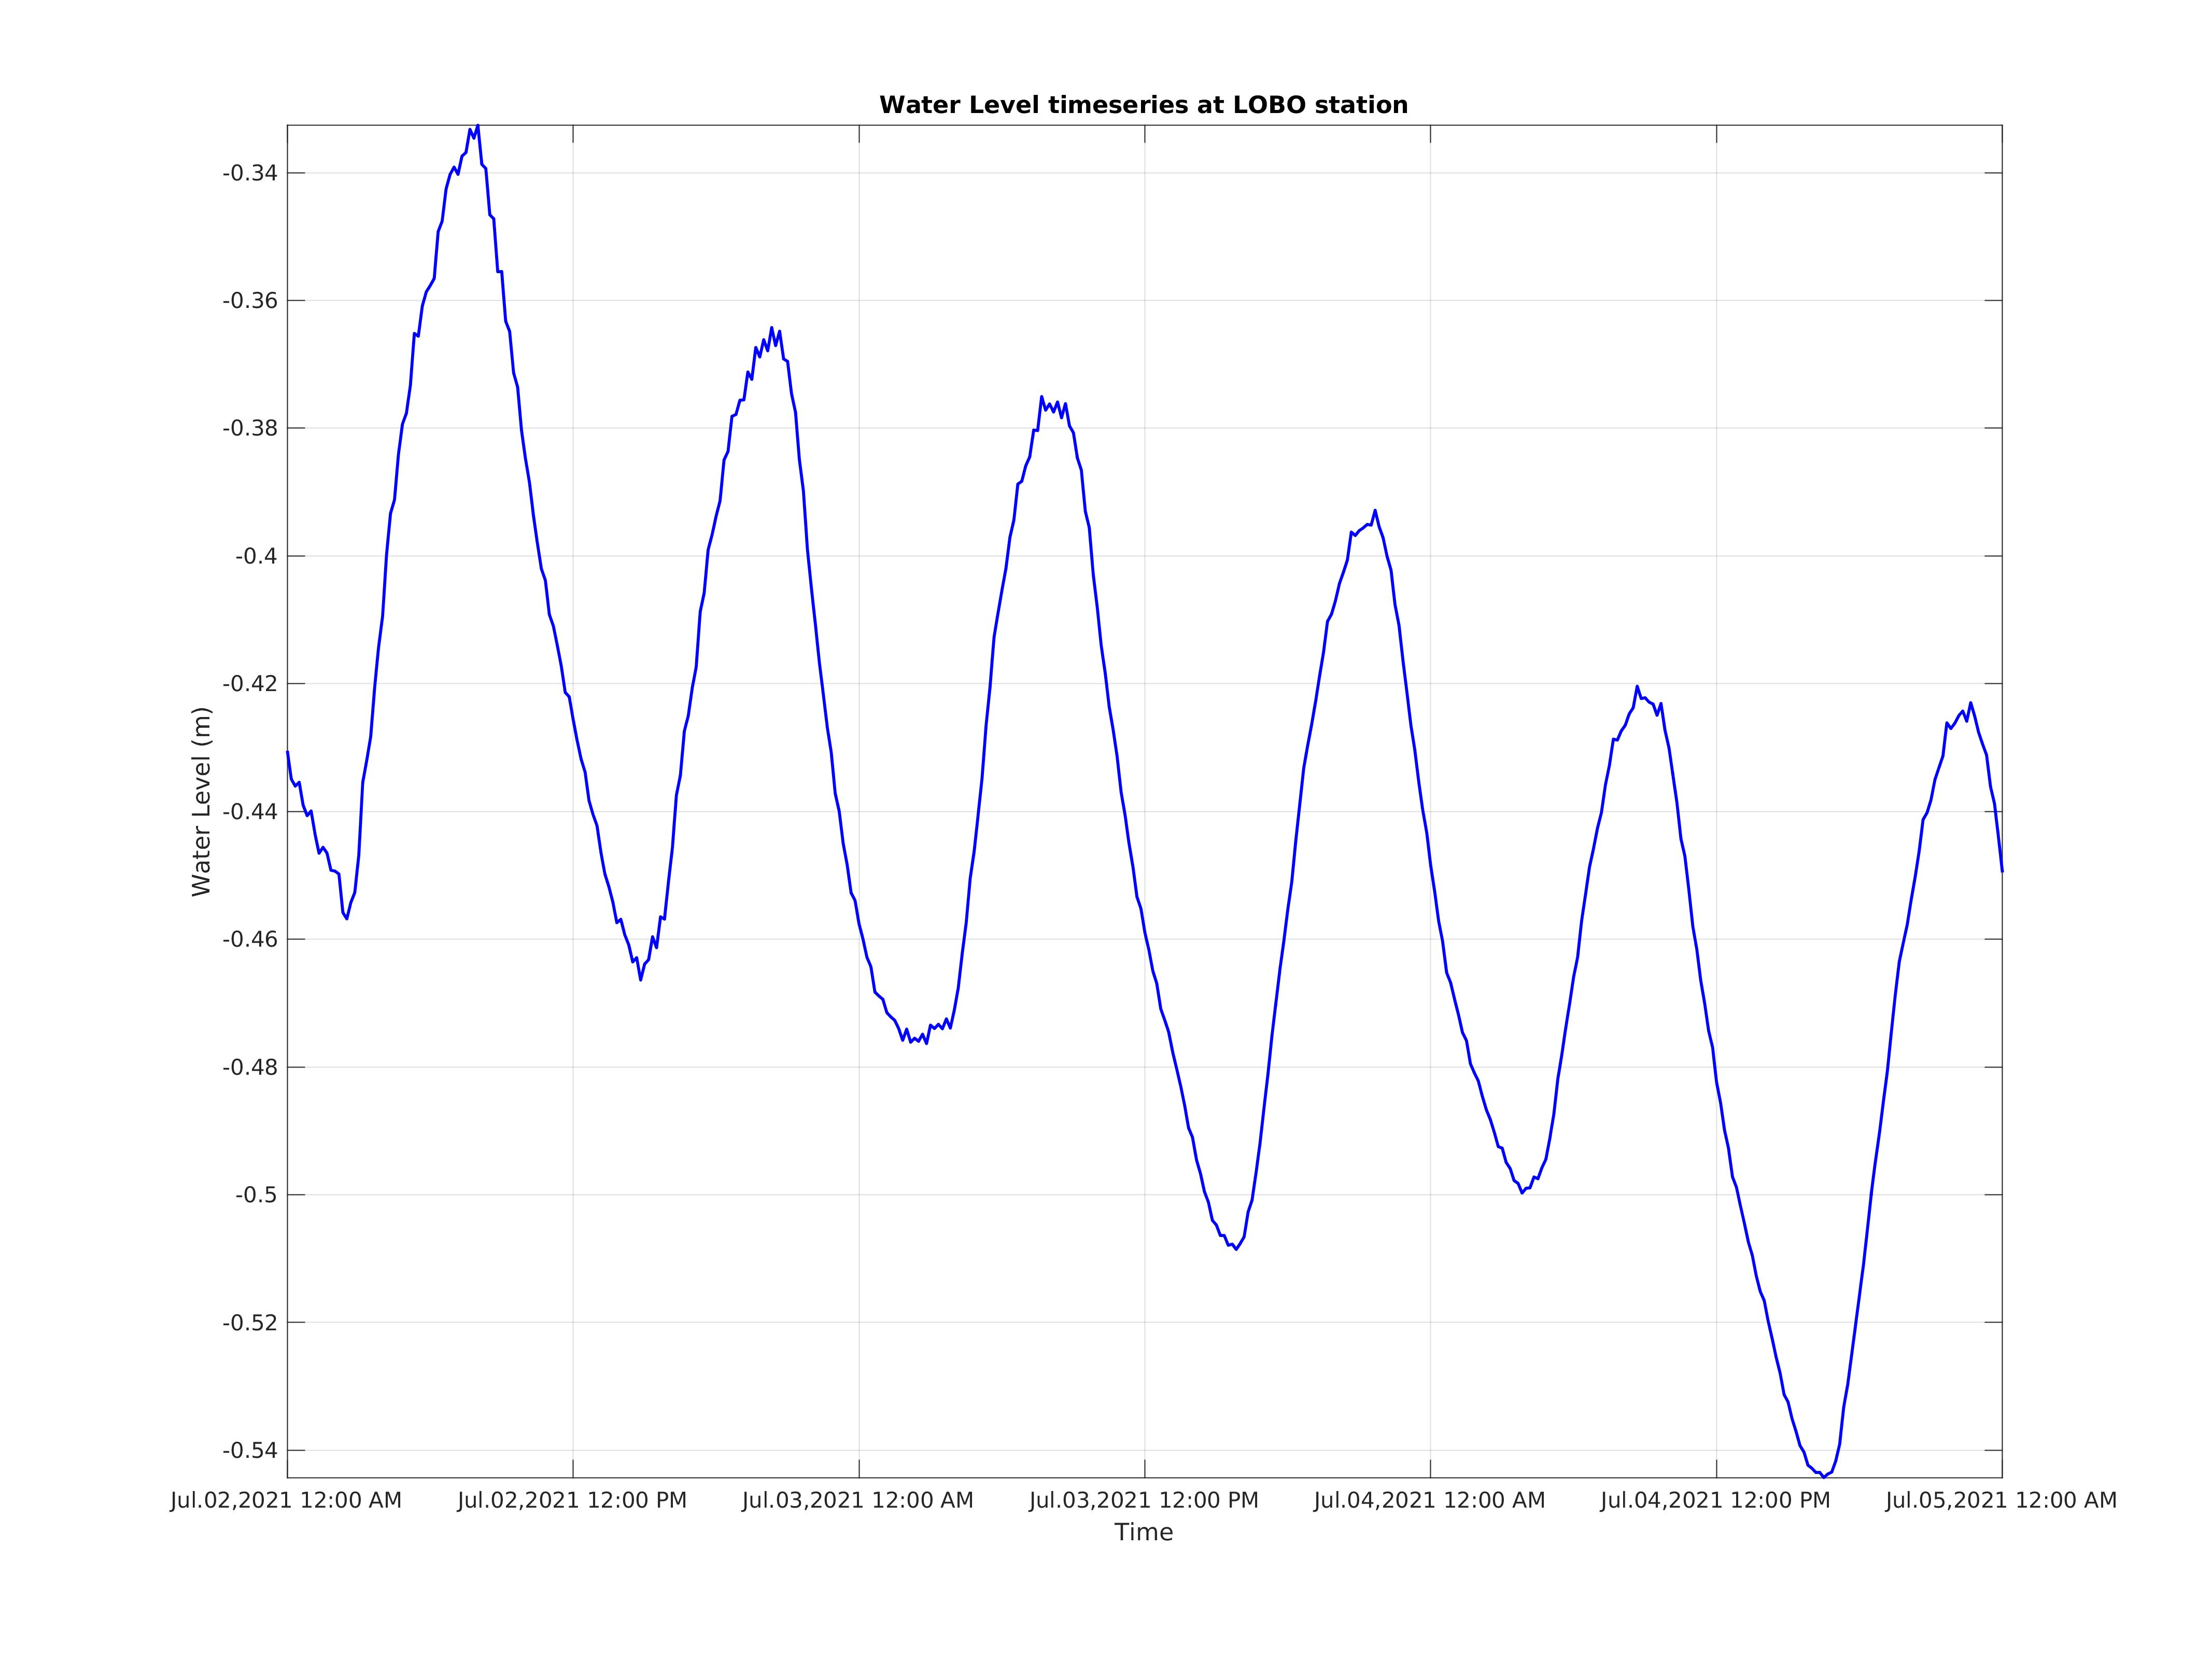 Water Level timeseries at LOBO station
-0.34
-0.36
-0.38
-0.4
-0.42
-0.44
-0.46
-0.48
-0.5
-0.52
-0.54
Water Level (m)
Jul.02,2021 12:00 AM
Jul.02,2021 12:00 PM
Jul.03,2021 12:00 AM
Jul.03,2021 12:00 PM
Jul.04,2021 12:00 AM
Jul.04,2021 12:00 PM
Jul.05,2021 12:00 AM
Time